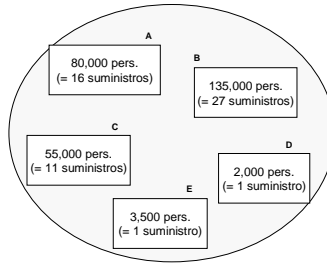 A
80,000 pers.
(= 16 suministros)
B
135,000 pers.
(= 27 suministros)
C
55,000 pers.
(= 11 suministros)
D
2,000 pers.
(= 1 suministro)
E
3,500 pers.
(= 1 suministro)